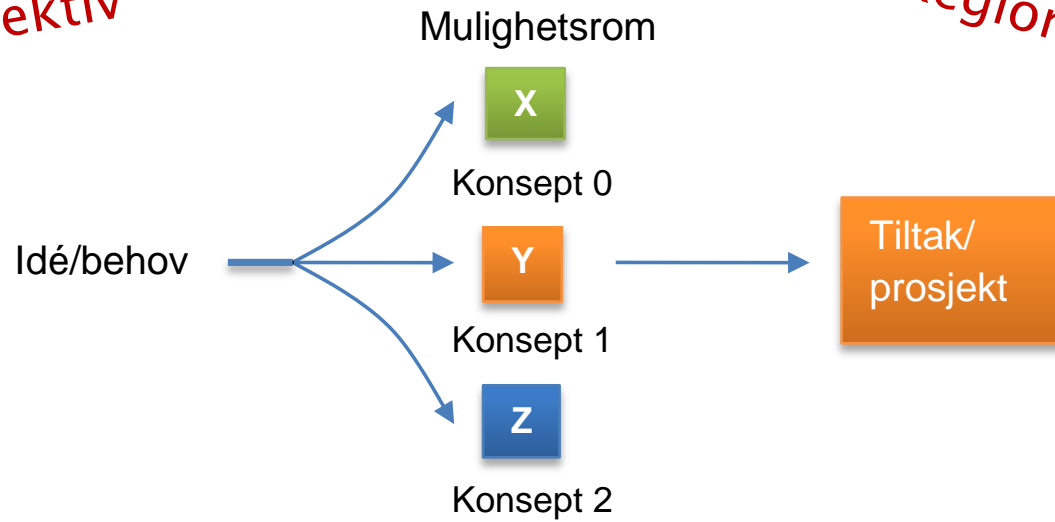 Mulighetsrom
X
Konsept 0
Idé/behov
Y
Konsept 1
Tiltak/
prosjekt
Z
Konsept 2